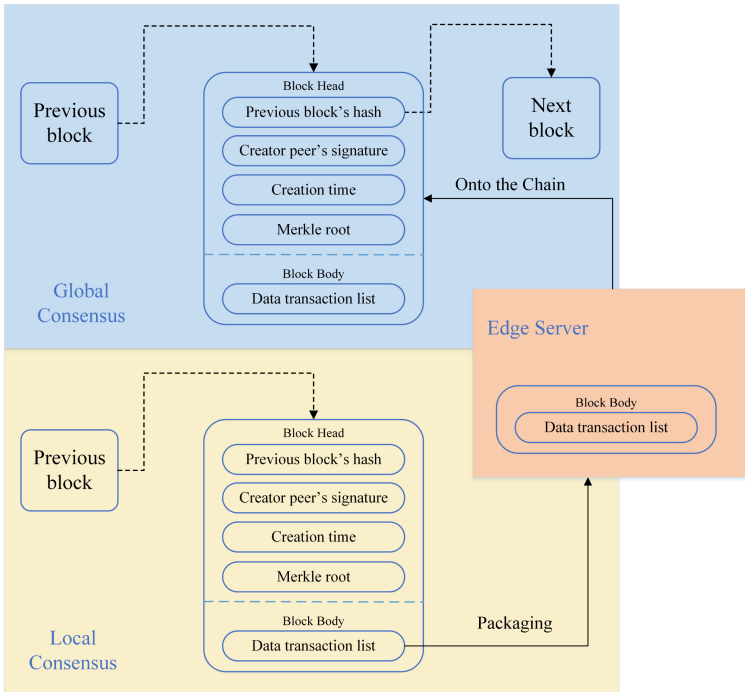 Previous
block
Block Head
Previous block's hash
Creator peer's signature
Creation time
Merkle root
Block Body
Data transaction list
Next
block
Onto the Chain
Global
Consensus
Edge Server
Block Body
Data transaction list
Previous
block
Block Head
Previous block's hash
Creator peer's signature
Creation time
Merkle root
Block Body
Data transaction list
Packaging
Local
Consensus